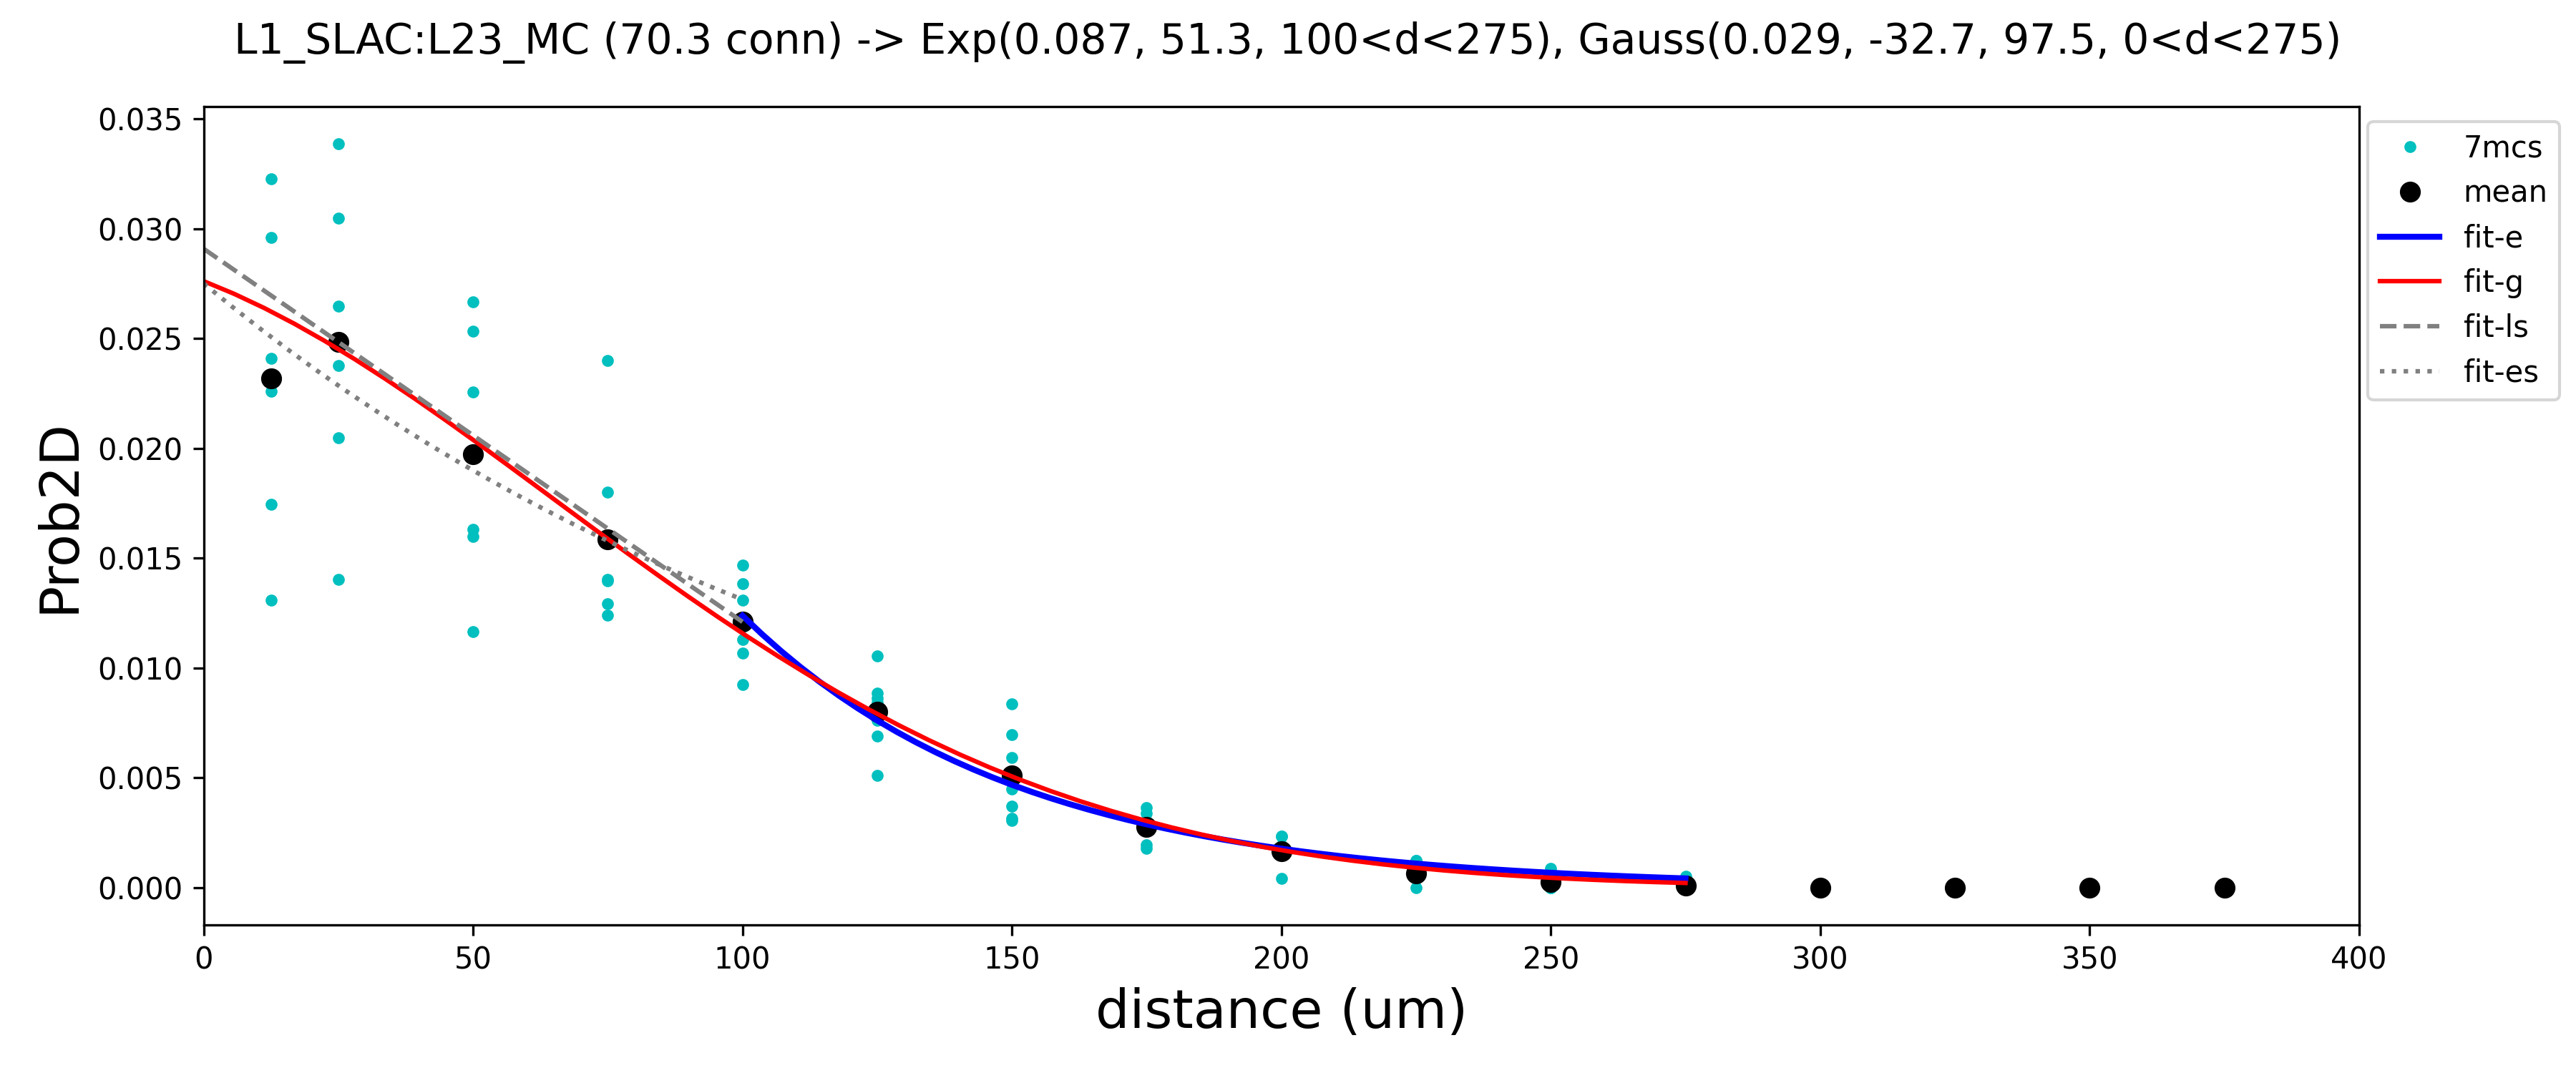 L1_SLAC:L23_MC (70.3 conn) -> Exp(0.087, 51.3, 100<d<275), Gauss(0.029, -32.7, 97.5, 0<d<275)
0.035
0.030
0.025
0.020
0.015
0.010
0.005
0.000
Prob2D
0 50 100 150 200 250 300 350 400
distance (um)
7mcs
mean
fit-e
fit-g
fit-ls
fit-es